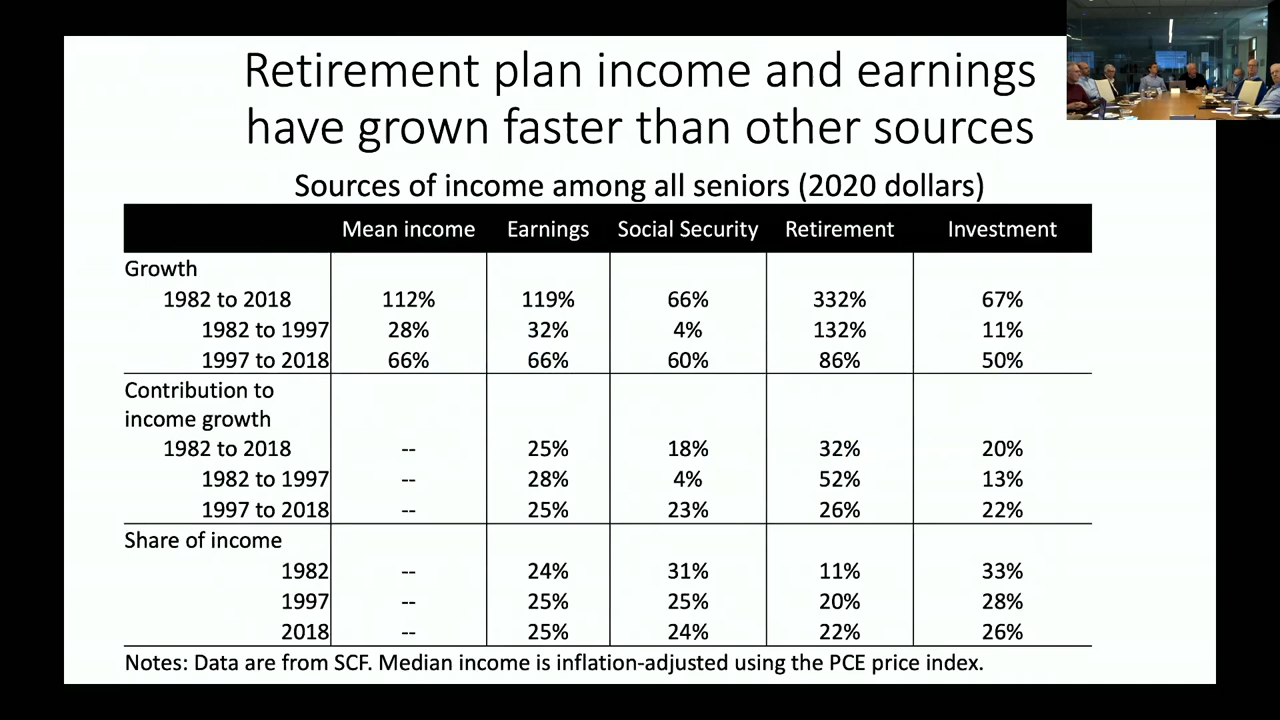 Retirement plan income and earnings
have grown faster than other sources
Sources of income among all seniors (2020 dollars)
Mean income Earnings Social Security Retirement Investment
Growth
1982 to 2018 112% 119% 66% 332% 67%
1982 to 1997 28% 32% 4% 132% 11%
1997 to 2018 66% 66% 60% 86% 50%
Contribution to
income growth
1982 to 2018 -- 25% 18% 32% 20%
1982 to 1997 -- 28% 4% 52% 13%
1997 to 2018 -- 25% 23% 26% 22%
Share of income
1982 -- 24% 31% 11% 33%
1997 -- 25% 25% 20% 28%
2018 -- 25% 24% 22% 26%
Notes: Data are from SCF. Median income is inflation-adjusted using the PCE price index.